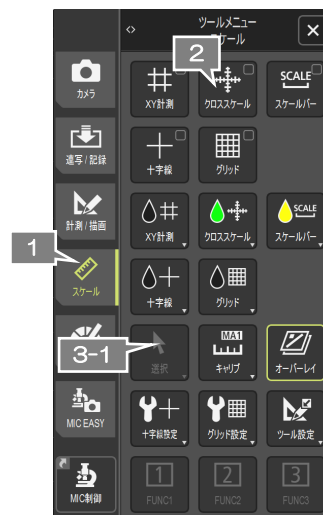 ツールメニュー
スケール
2
カメラ
XY計測
クロススケール
SCALE
スケールバー
遠写/記録
十字線
グリッド
計測/描画
SCALE
XY計測
クロススケール
スケールバー
1
スケール
十字線
グリッド
3-1
MA1
選択
キャリブ
オーバーレイ
MIC EASY
十字線設定
グリッド設定
ツール設定
MIC制御
1
2
3
FUNC1
FUNC2
FUNC3